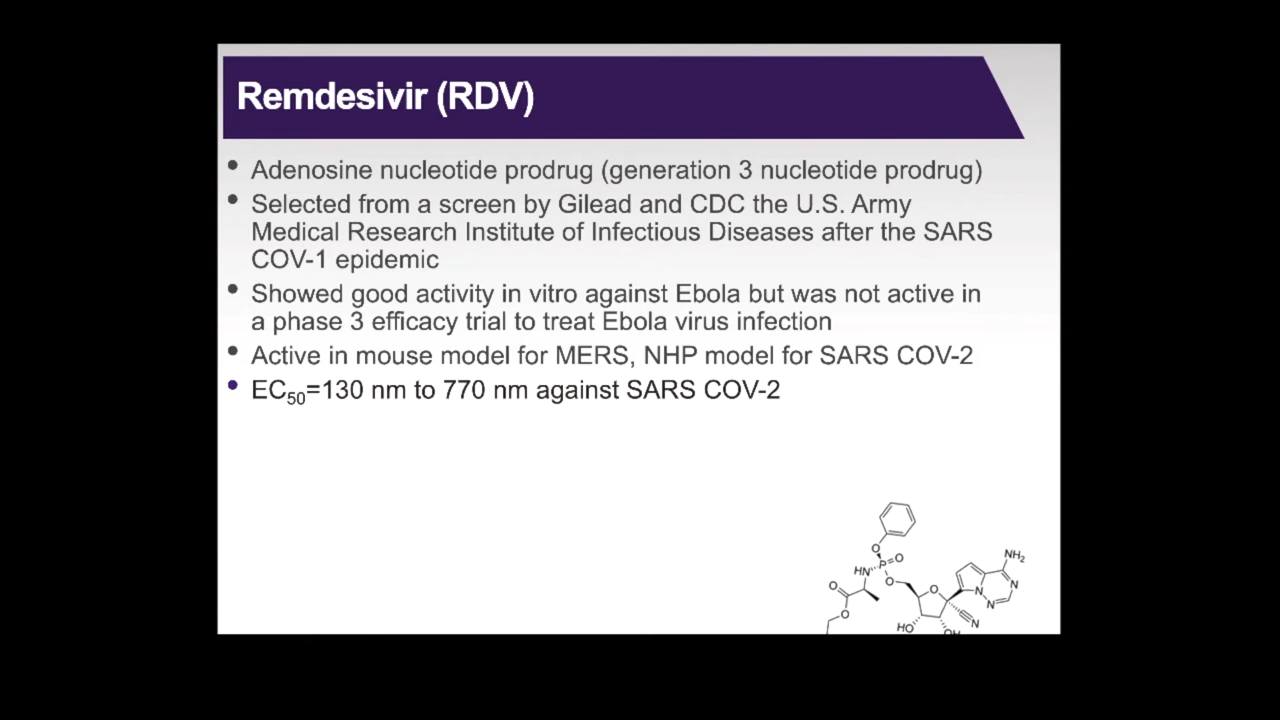 Remdesivir (RDV)
• Adenosine nucleotide prodrug (generation 3 nucleotide prodrug)
• Selected from a screen by Gilead and CDC the U.S. Army
Medical Research Institute of Infectious Diseases after the SARS
COV-1 epidemic
• Showed good activity in vitro against Ebola but was not active in
a phase 3 efficacy trial to treat Ebola virus infection
• Active in mouse model for MERS, NHP model for SARS COV-2
• EC50=130 nm to 770 nm against SARS COV-2
O
P
O
HN
O
O
O
O
NH2
N
N
N
N
HO
OH